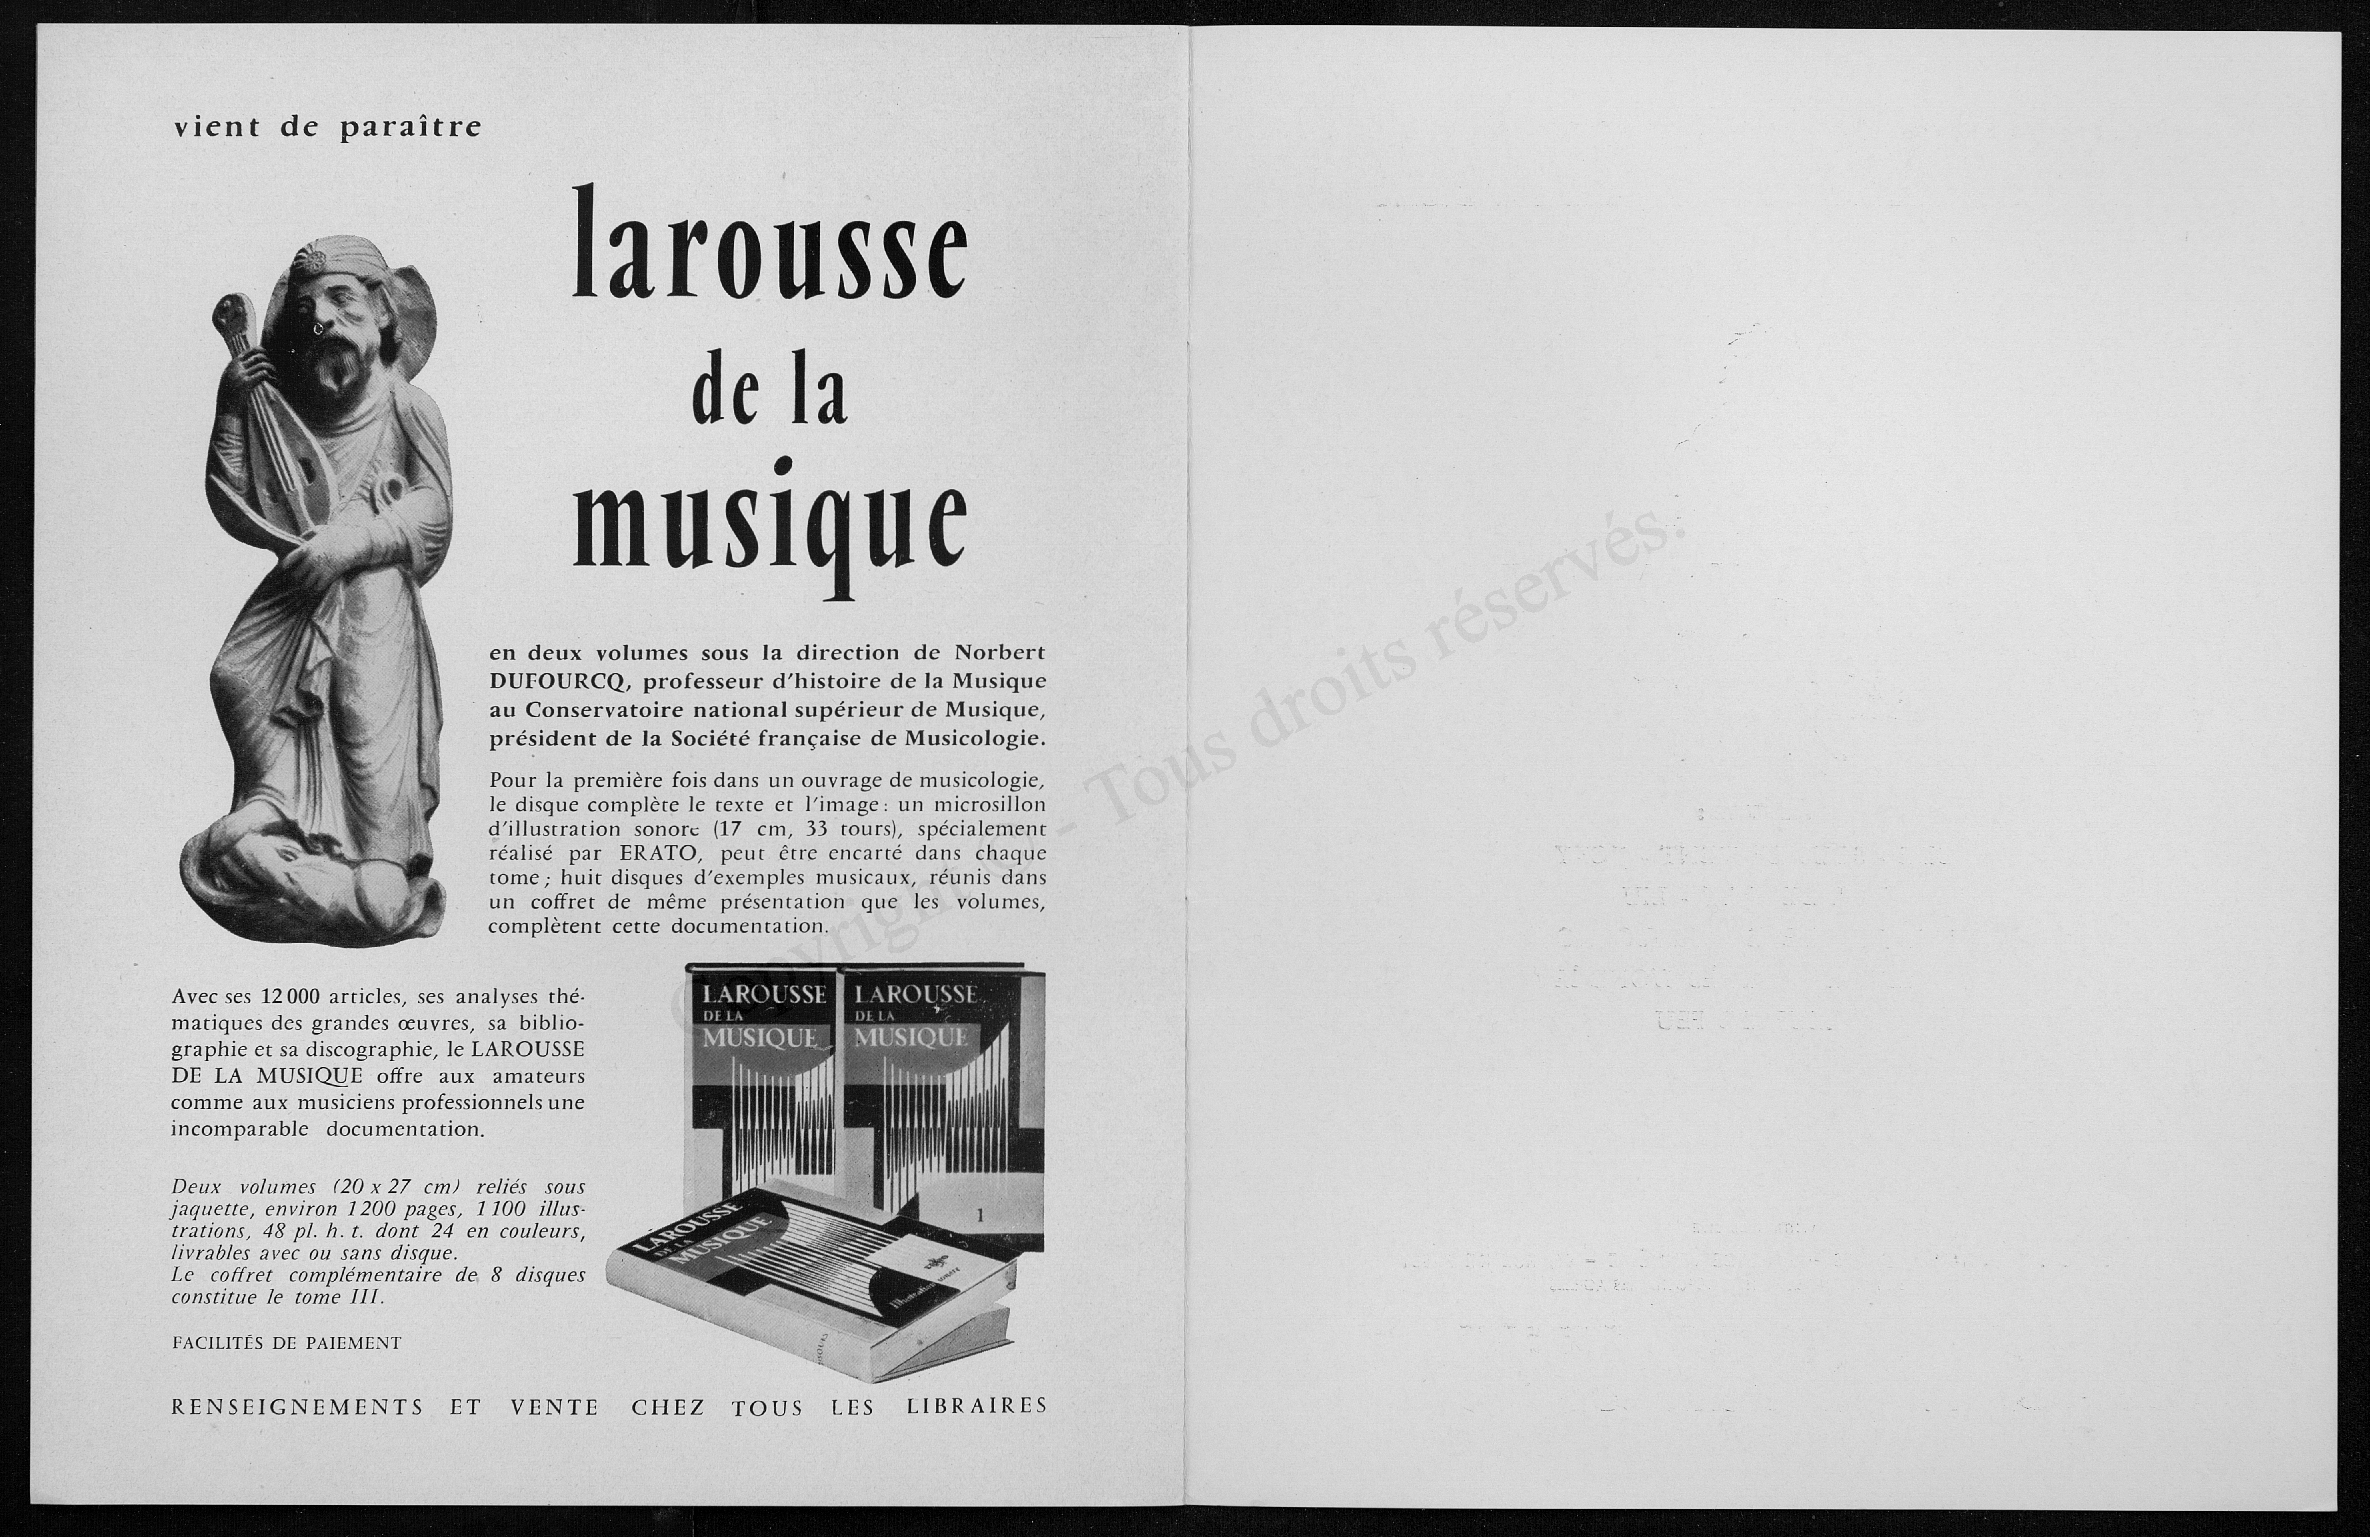 vient de paraître
larousse
de la
musique
en deux volumes sous la direction de Norbert
DUFOURCQ, professeur d'histoire de la Musique
au Conservatoire national supérieur de Musique,
président de la Société française de Musicologie.
Pour la première fois dans un ouvrage de musicologie,
le disque complète le texte et l'image : un microsillon
d'illustration sonore (17 cm, 33 tours), spécialement
réalisé par ERATO, peut être encarté dans chaque
tome ; huit disques d'exemples musicaux, réunis dans
un coffret de même présentation que les volumes,
complètent cette documentation.
Avec ses 12 000 articles, ses analyses thé-
matiques des grandes œuvres, sa biblio-
graphie et sa discographie, le LAROUSSE
DE LA MUSIQUE offre aux amateurs
comme aux musiciens professionnels une
incomparable documentation.
Deux volumes (20 x 27 cm) reliés sous
jaquette, environ 1 200 pages, 1 100 illus-
trations, 48 pl. h. t. dont 24 en couleurs,
livrables avec ou sans disque.
Le coffret complémentaire de 8 disques
constitue le tome III.
FACILITÉS DE PAIEMENT
LAROUSSE
DE LA
MUSIQUE
LAROUSSE
DE LA
MUSIQUE
1
LAROUSSE
DE LA
MUSIQUE
RENSEIGNEMENTS ET VENTE CHEZ TOUS LES LIBRAIRES
Copyright © - Tous droits réservés.